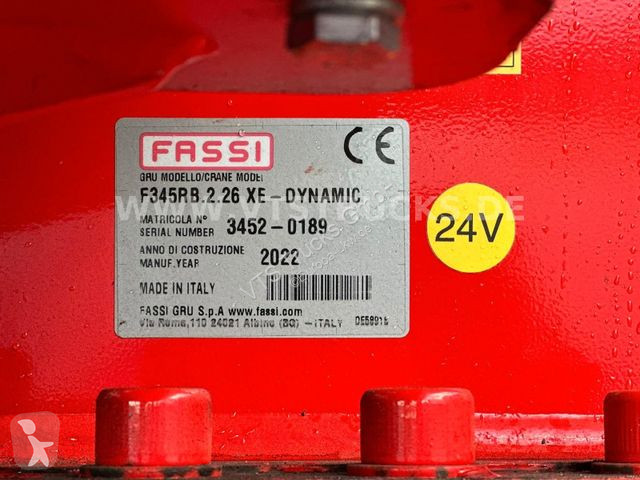 FASSI
CE
GRU MODELLO/CRANE MODEL
F345RB.2.26 XE-DYNAMIC
MATRICOLA N°
SERIAL NUMBER 3452-0189
ANNO DI COSTRUZIONE
MANUF.YEAR 2022
MADE IN ITALY
FASSI GRU S.p.A www.fassi.com
Via Roma,110 24021 Albino (BG) -ITALY
24V
VTSTRUCKS.DE